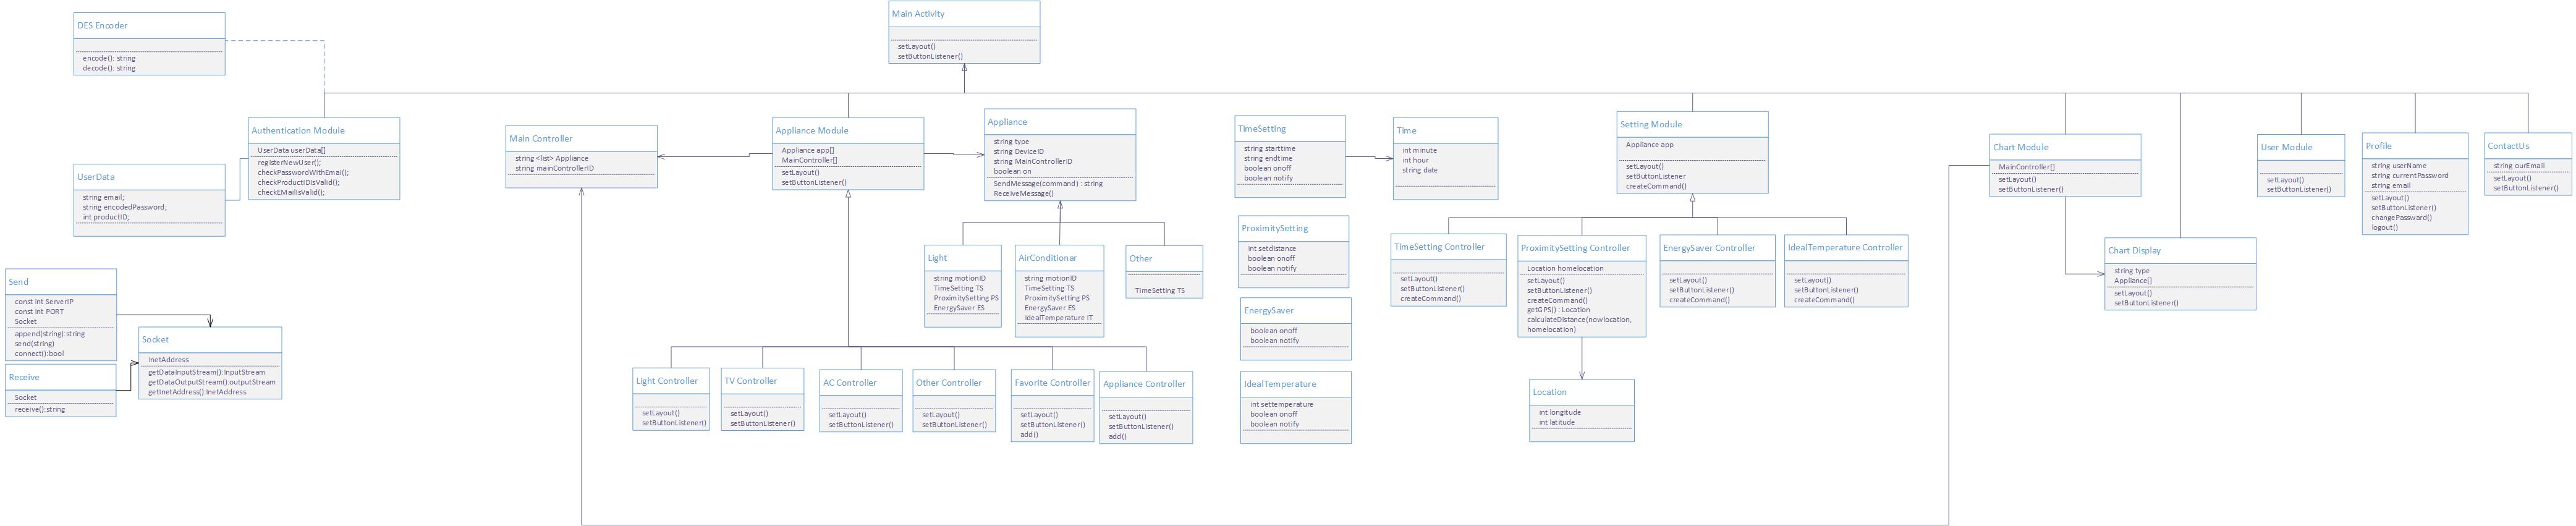 DES Encoder
encode(): string
decode(): string
Main Activity
setLayout()
setButtonListener()
Authentication Module
UserData userData[]
registerNewUser();
checkPasswordWithEmai();
checkProductIDisValid();
checkEMailIsValid();
UserData
string email;
string encodedPassword;
int productID;
Send
const int ServerIP
const int PORT
Socket
append(string):string
send(string)
connect():bool
Receive
Socket
receive():string
Socket
InetAddress
getDataInputStream():InputStream
getDataOutputStream():outputStream
getInetAddress():InetAddress
Main Controller
string <list> Appliance
string mainControllerID
Appliance Module
Appliance app[]
MainController[]
setLayout()
setButtonListener()
Appliance
string type
string DeviceID
string MainControllerID
boolean on
SendMessage(command) : string
ReceiveMessage()
Light
string motionID
TimeSetting TS
ProximitySetting PS
EnergySaver ES
AirConditionar
string motionID
TimeSetting TS
ProximitySetting PS
EnergySaver ES
IdealTemperature IT
Other
TimeSetting TS
Light Controller
setLayout()
setButtonListener()
TV Controller
setLayout()
setButtonListener()
AC Controller
setLayout()
setButtonListener()
Other Controller
setLayout()
setButtonListener()
Favorite Controller
setLayout()
setButtonListener()
add()
Appliance Controller
setLayout()
setButtonListener()
add()
TimeSetting
string starttime
string endtime
boolean onoff
boolean notify
Time
int minute
int hour
string date
ProximitySetting
int setdistance
boolean onoff
boolean notify
EnergySaver
boolean onoff
boolean notify
IdealTemperature
int settemperature
boolean onoff
boolean notify
Setting Module
Appliance app
setLayout()
setButtonListener
createCommand()
TimeSetting Controller
setLayout()
setButtonListener()
createCommand()
ProximitySetting Controller
Location homelocation
setLayout()
setButtonListener()
createCommand()
getGPS() : Location
calculateDistance(nowlocation,
homelocation)
EnergySaver Controller
setLayout()
setButtonListener()
createCommand()
IdealTemperature Controller
setLayout()
setButtonListener()
createCommand()
Location
int longitude
int latitude
Chart Module
MainController[]
setLayout()
setButtonListener()
Chart Display
string type
Appliance[]
setLayout()
setButtonListener()
User Module
setLayout()
setButtonListener()
Profile
string userName
string currentPassword
string email
setLayout()
setButtonListener()
changePassward()
logout()
ContactUs
string ourEmail
setLayout()
setButtonListener()